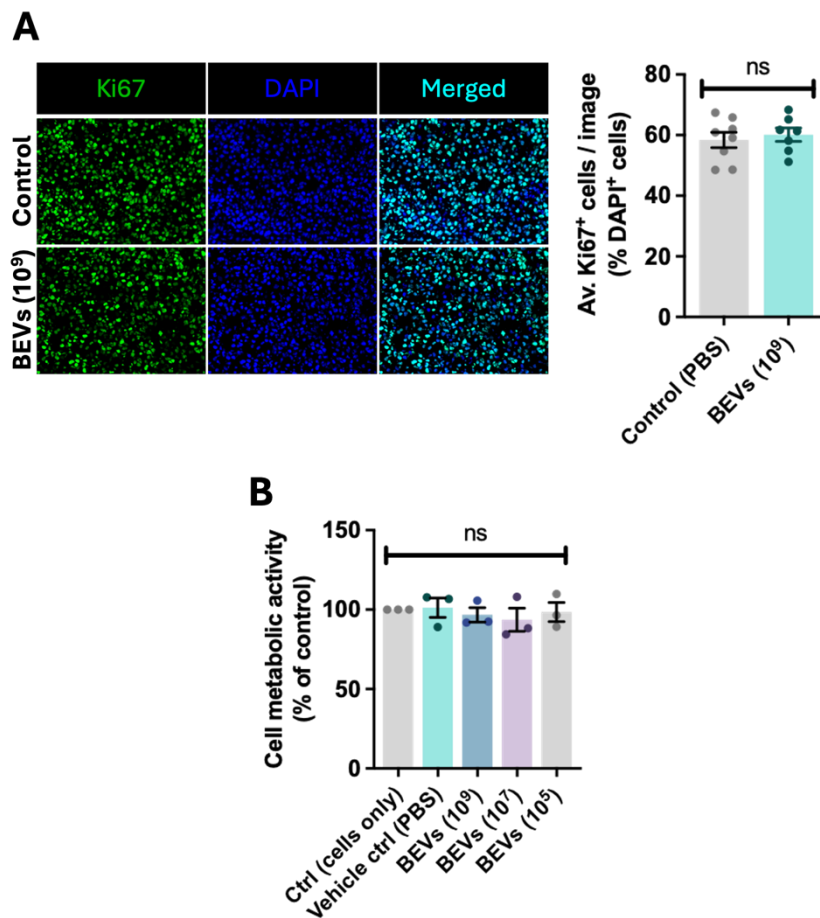 A
Ki67 DAPI Merged
Control
BEVs (10⁹)
Av. Ki67⁺ cells / image
(% DAPI⁺ cells)
80
60
40
20
0
ns
Control (PBS)
BEVs (10⁹)
B
Cell metabolic activity
(% of control)
150
100
50
0
ns
Ctrl (cells only)
Vehicle ctrl (PBS)
BEVs (10⁹)
BEVs (10⁷)
BEVs (10⁵)